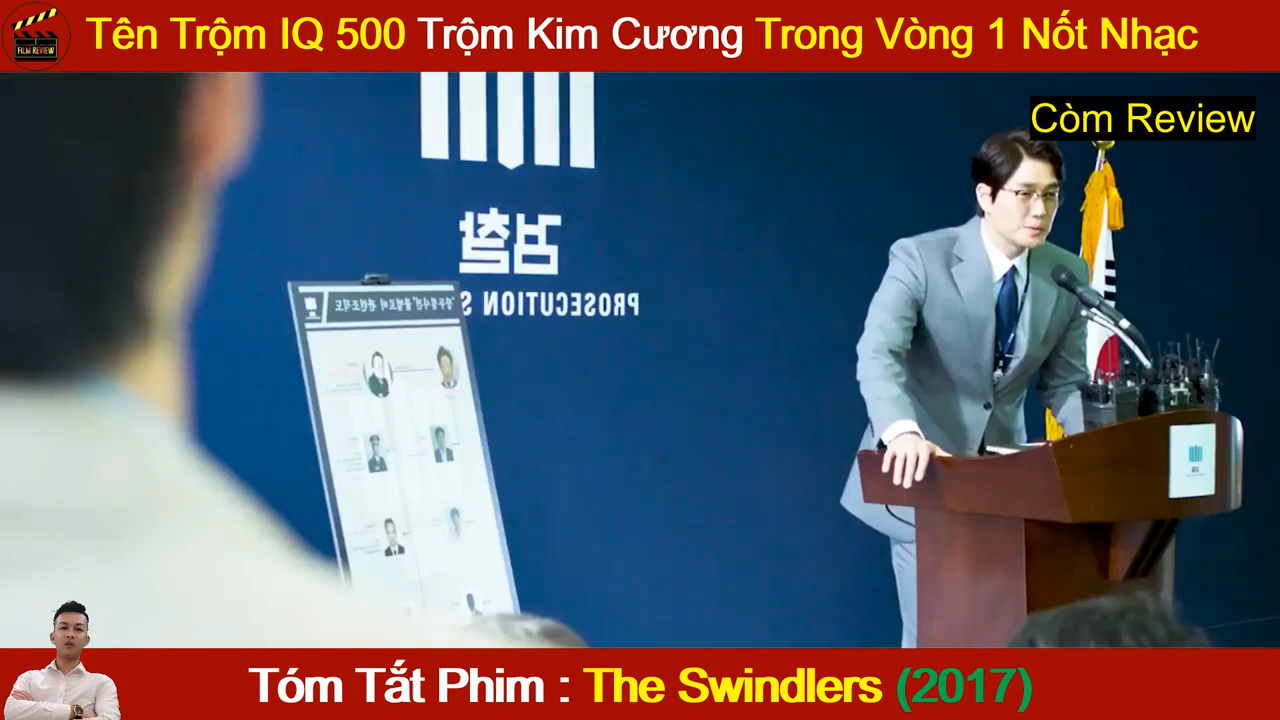 Tên Trộm IQ 500 Trộm Kim Cương Trong Vòng 1 Nốt Nhạc
FILM REVIEW
Còm Review
검찰
PROSECUTION S
Tóm Tắt Phim : The Swindlers (2017)